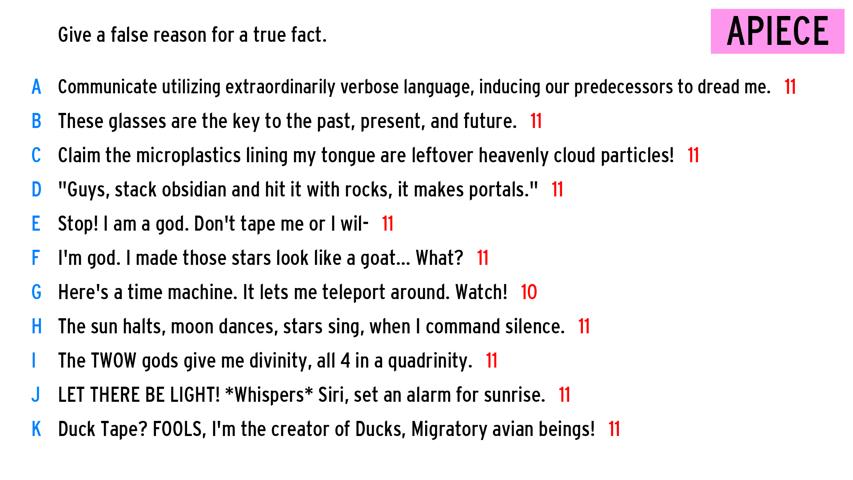 Give a false reason for a true fact.
APIECE
A Communicate utilizing extraordinarily verbose language, inducing our predecessors to dread me. 11
B These glasses are the key to the past, present, and future. 11
C Claim the microplastics lining my tongue are leftover heavenly cloud particles! 11
D "Guys, stack obsidian and hit it with rocks, it makes portals." 11
E Stop! I am a god. Don't tape me or I wil- 11
F I'm god. I made those stars look like a goat... What? 11
G Here's a time machine. It lets me teleport around. Watch! 10
H The sun halts, moon dances, stars sing, when I command silence. 11
I The TWOW gods give me divinity, all 4 in a quadrinity. 11
J LET THERE BE LIGHT! *Whispers* Siri, set an alarm for sunrise. 11
K Duck Tape? FOOLS, I'm the creator of Ducks, Migratory avian beings! 11